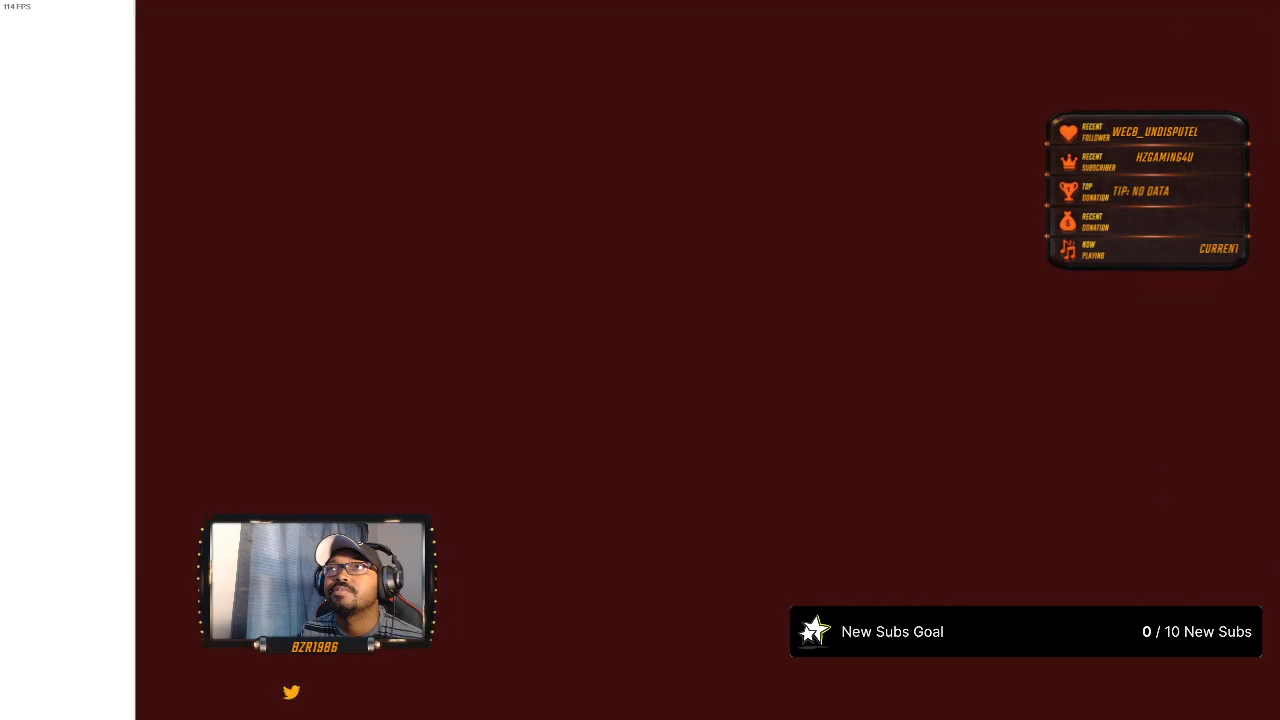 114 FPS
RECENT FOLLOWER WECB_UNDISPUTE
RECENT SUBSCRIBER HZGAMING4U
TOP DONATION TIP: NO DATA
RECENT DONATION
NOW PLAYING CURRENT
BZR1986
New Subs Goal 0 / 10 New Subs